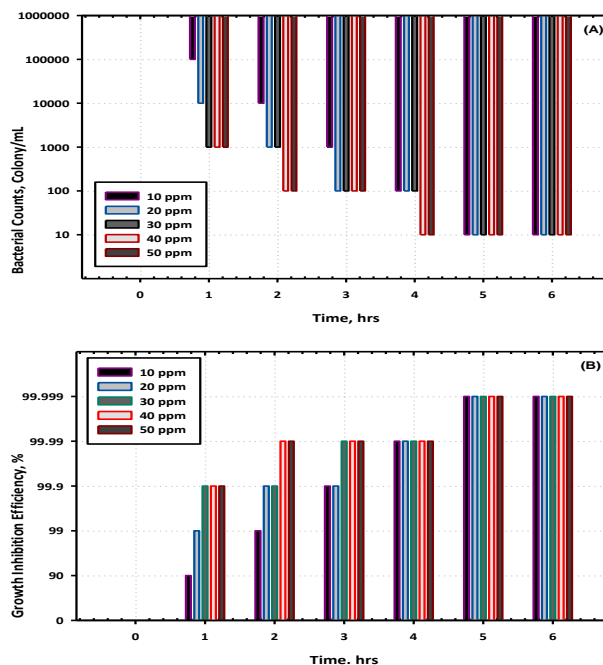 1000000
(A)
100000
10000
1000
100
10
Bacterial Counts, Colony/mL
10 ppm
20 ppm
30 ppm
40 ppm
50 ppm
0 1 2 3 4 5 6
Time, hrs
(B)
99.999
99.99
99.9
99
90
0
Growth Inhibition Efficiency, %
10 ppm
20 ppm
30 ppm
40 ppm
50 ppm
0 1 2 3 4 5 6
Time, hrs